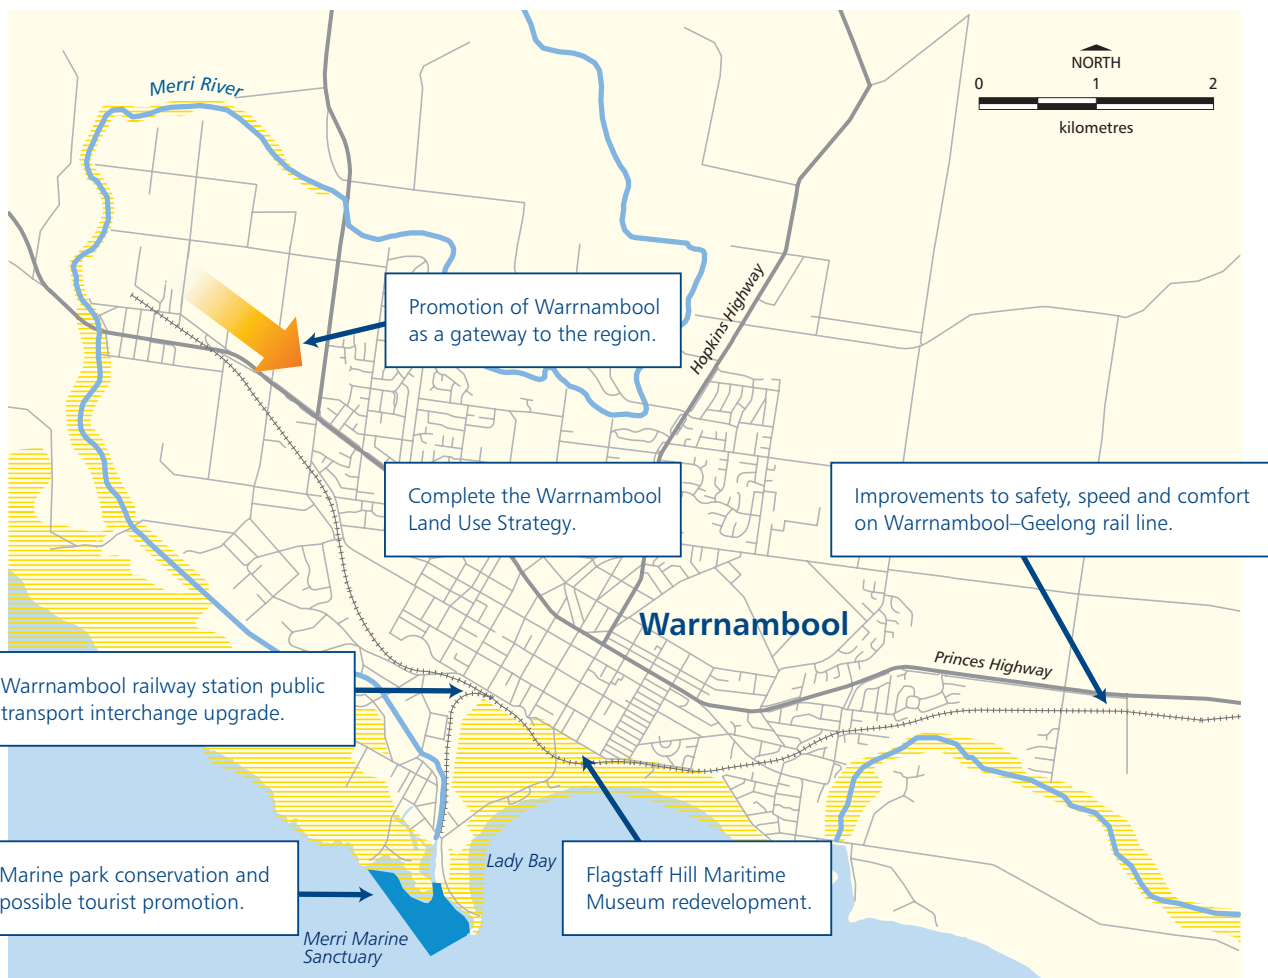 Merri River
NORTH
0 1 2
kilometres
Hopkins Highway
Promotion of Warrnambool
as a gateway to the region.
Complete the Warrnambool
Land Use Strategy.
Improvements to safety, speed and comfort
on Warrnambool–Geelong rail line.
Warrnambool
Princes Highway
Warrnambool railway station public
transport interchange upgrade.
Lady Bay
Marine park conservation and
possible tourist promotion.
Flagstaff Hill Maritime
Museum redevelopment.
Merri Marine
Sanctuary